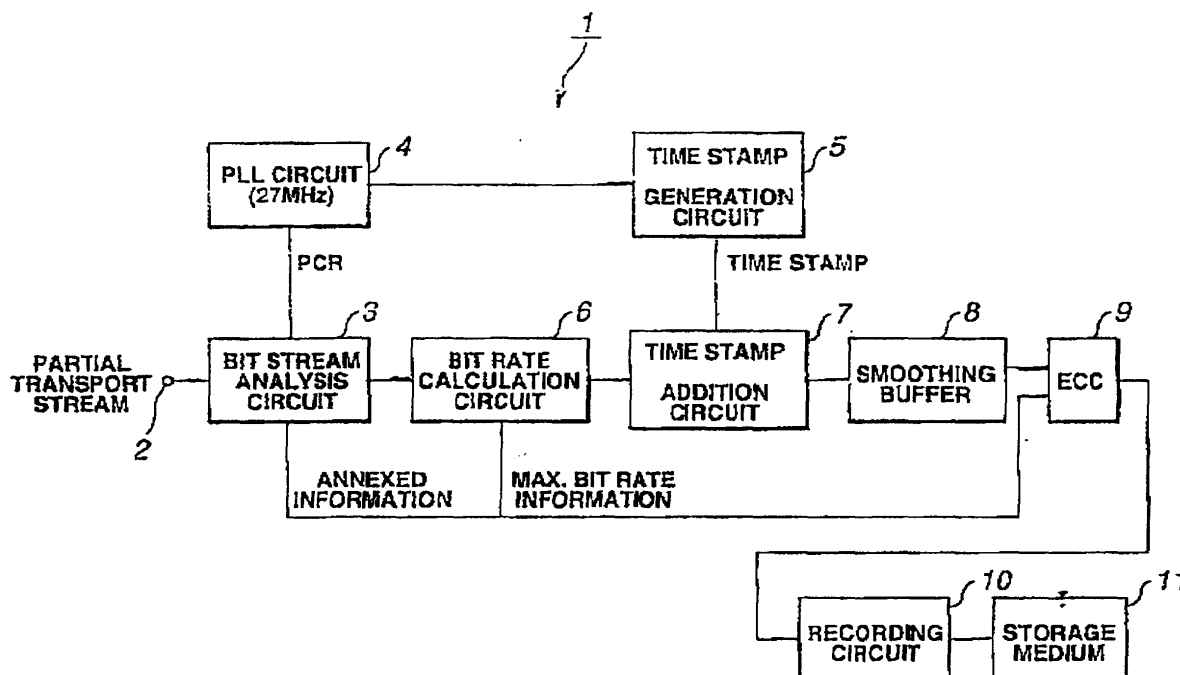 1
4
PLL CIRCUIT
(27MHz)
TIME STAMP
GENERATION
CIRCUIT
5
PCR
TIME STAMP
3
6
7
8
9
PARTIAL
TRANSPORT
STREAM
2
BIT STREAM
ANALYSIS
CIRCUIT
BIT RATE
CALCULATION
CIRCUIT
TIME STAMP
ADDITION
CIRCUIT
SMOOTHING
BUFFER
ECC
ANNEXED
INFORMATION
MAX. BIT RATE
INFORMATION
10
11
RECORDING
CIRCUIT
STORAGE
MEDIUM